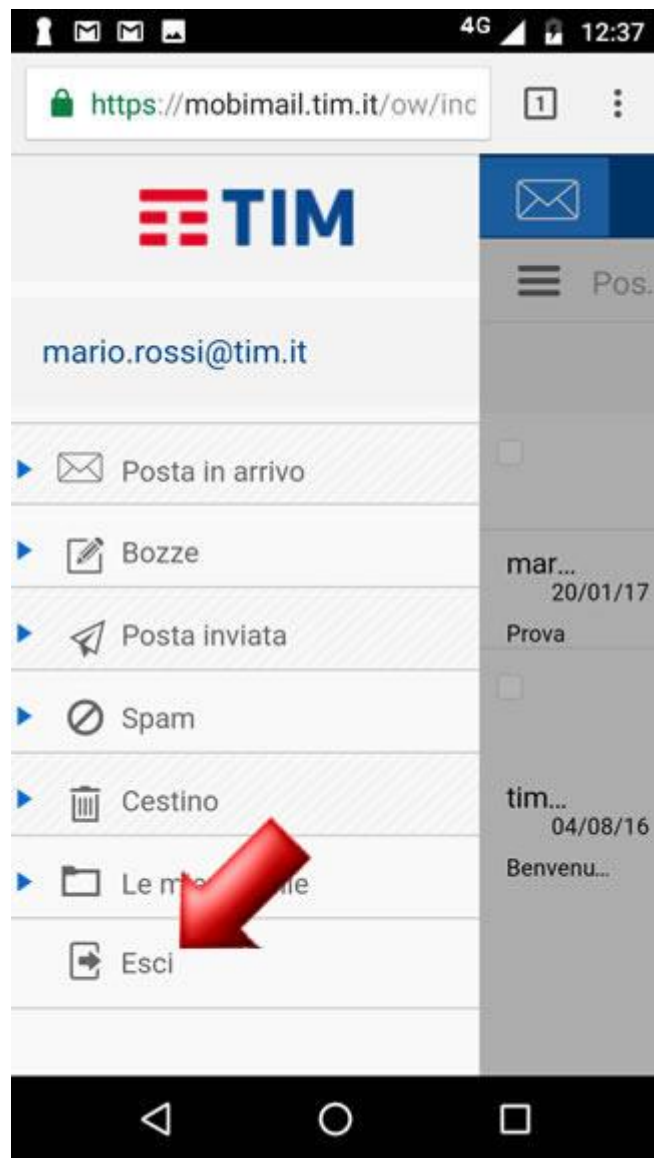 4G 12:37
https://mobimail.tim.it/ow/inc 1
TIM
mario.rossi@tim.it
Posta in arrivo
Bozze
Posta inviata
Spam
Cestino
Le
Esci
Pos.
mar...
20/01/17
Prova
tim...
04/08/16
Benvenu...